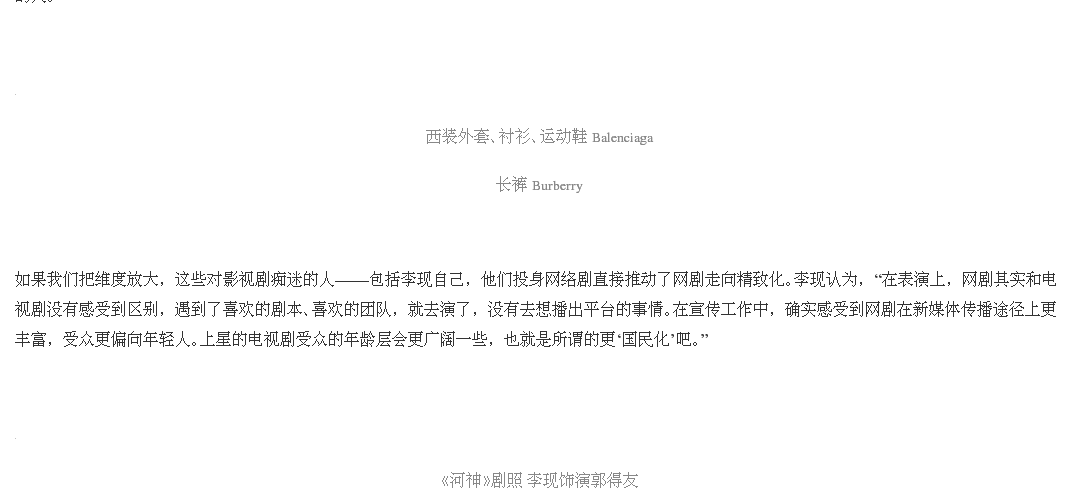 西装外套、衬衫、运动鞋 Balenciaga
长裤 Burberry
如果我们把维度放大，这些对影视剧痴迷的人——包括李现自己，他们投身网络剧直接推动了网剧走向精致化。李现认为，“在表演上，网剧其实和电
视剧没有感受到区别，遇到了喜欢的剧本、喜欢的团队，就去演了，没有去想播出平台的事情。在宣传工作中，确实感受到网剧在新媒体传播途径上更
丰富，受众更偏向年轻人。上星的电视剧受众的年龄层会更广阔一些，也就是所谓的更‘国民化’吧。”
《河神》剧照 李现饰演郭得友